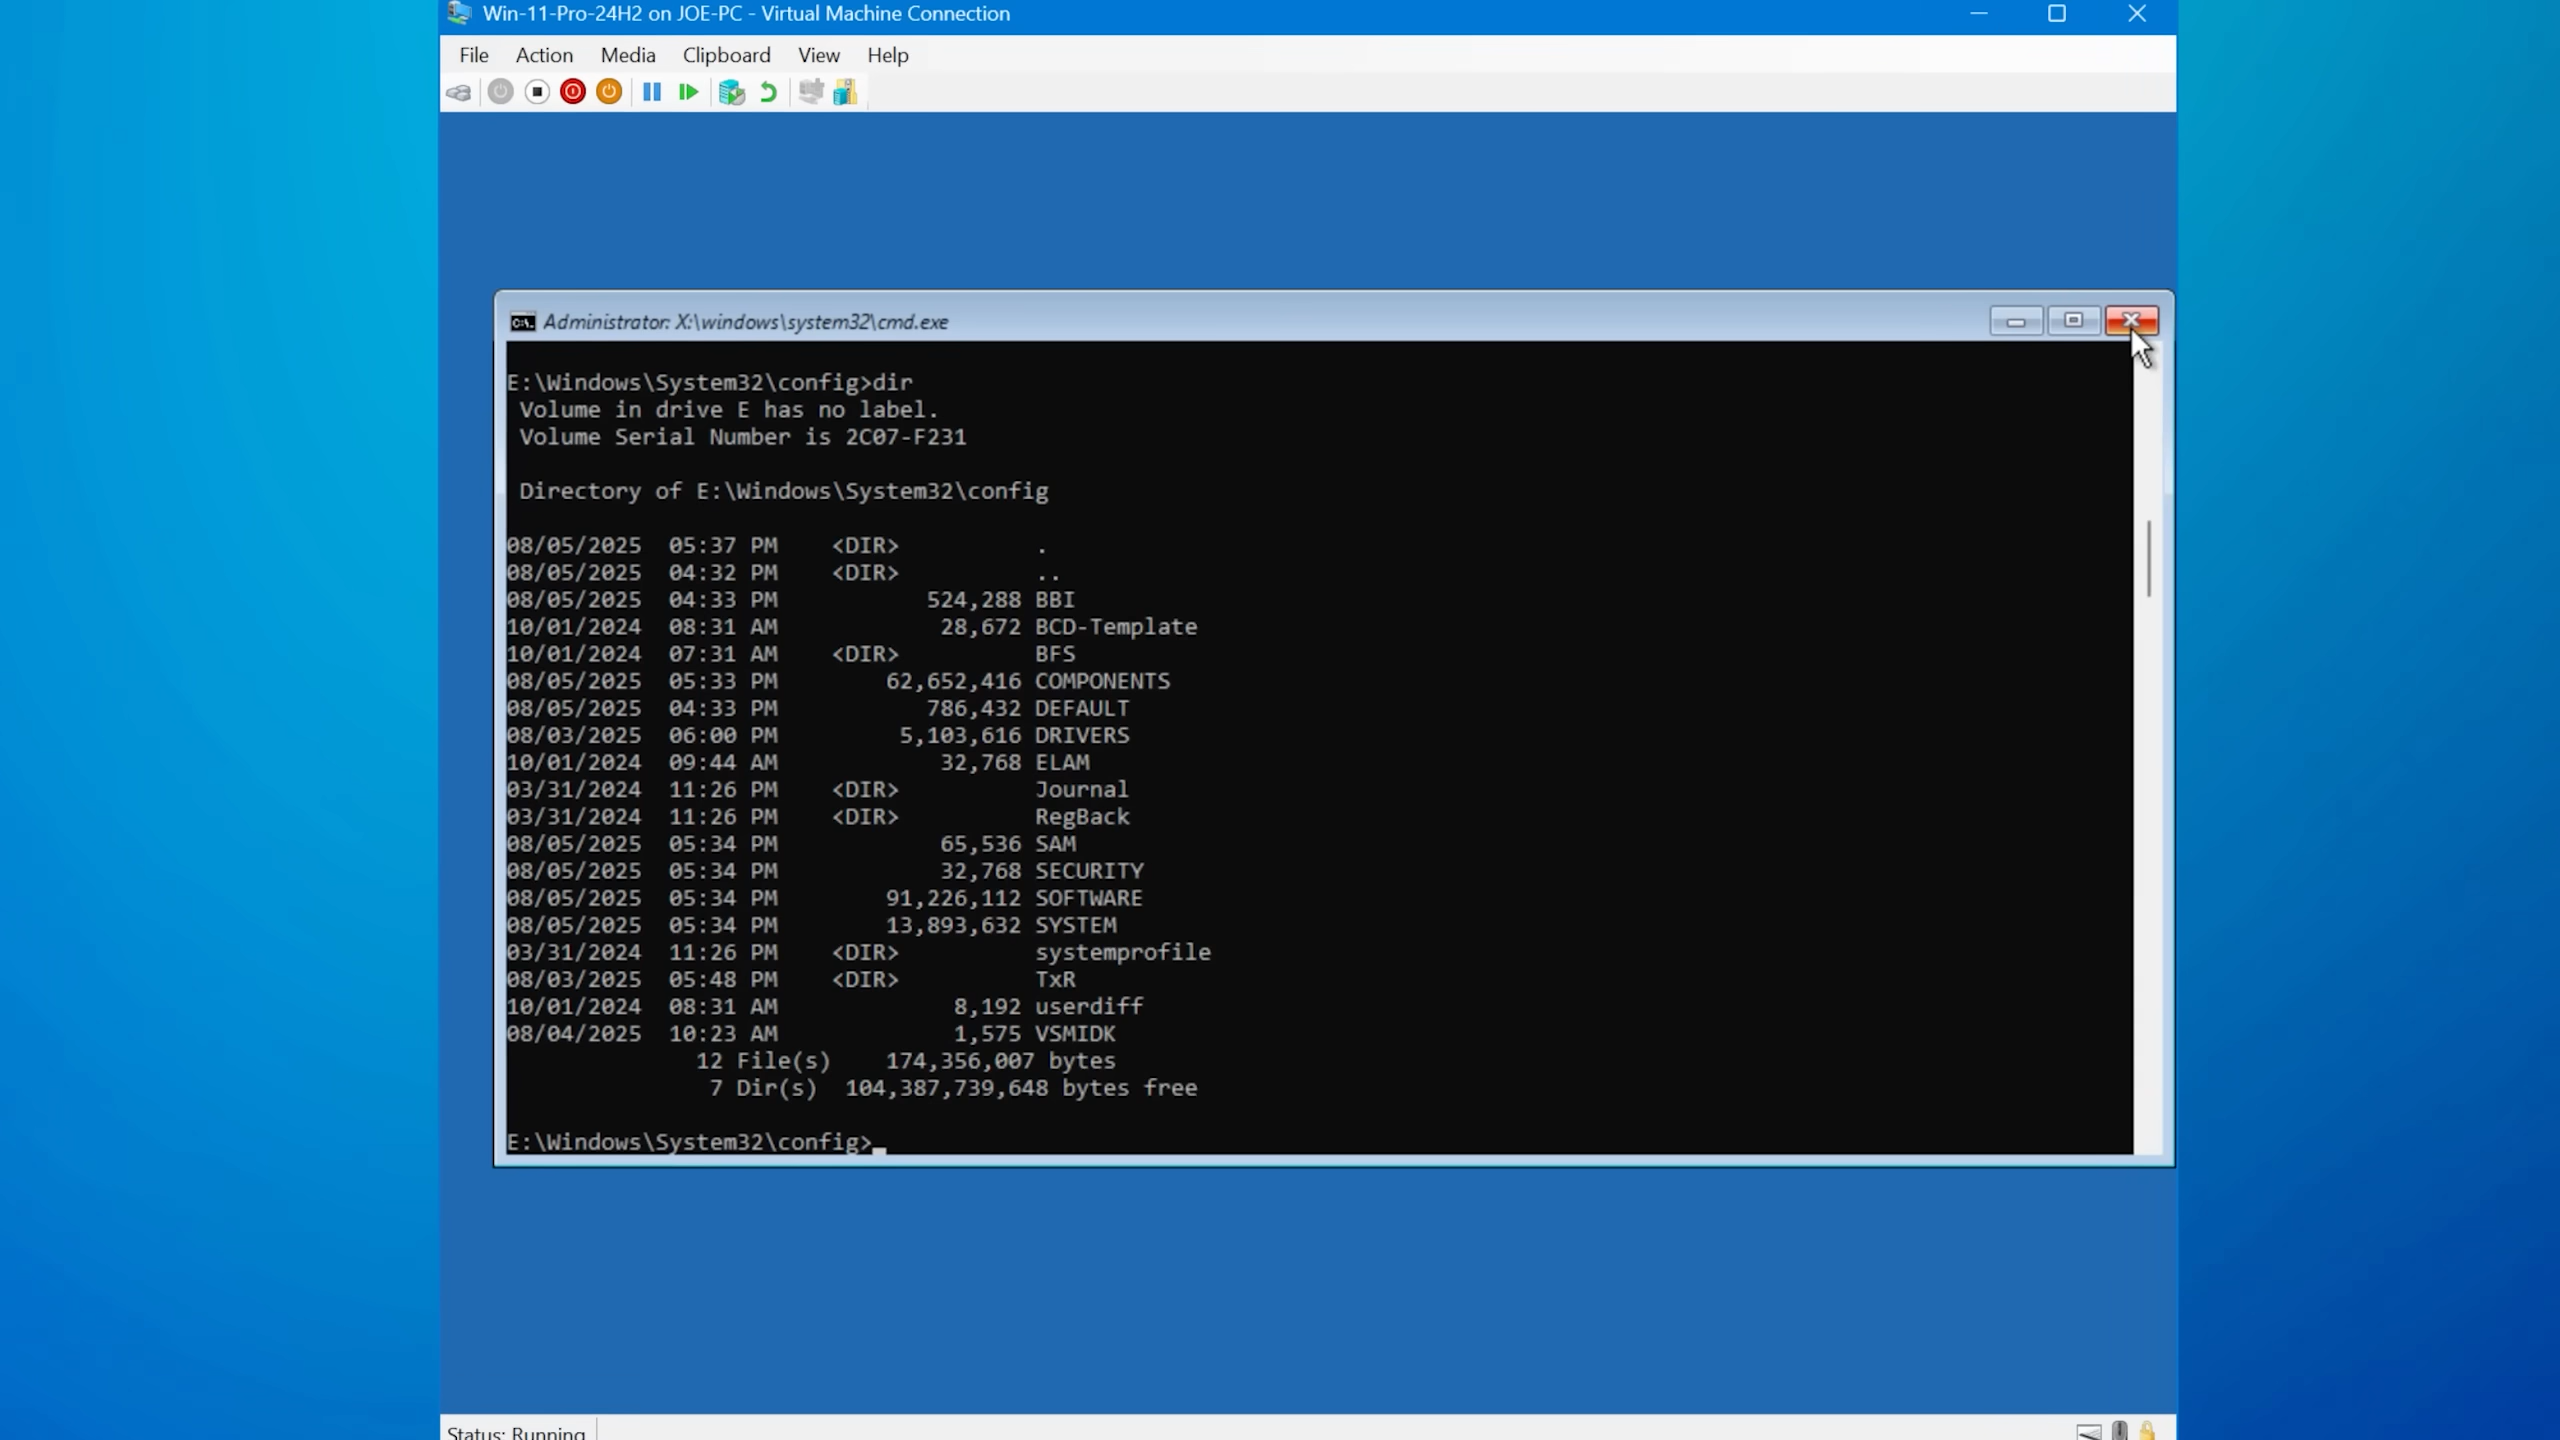 Win-11-Pro-24H2 on JOE-PC - Virtual Machine Connection
File Action Media Clipboard View Help
Administrator: X:\windows\system32\cmd.exe
E:\Windows\System32\config>dir
Volume in drive E has no label.
Volume Serial Number is 2C07-F231
Directory of E:\Windows\System32\config
08/05/2025 05:37 PM <DIR> .
08/05/2025 04:32 PM <DIR> ..
08/05/2025 04:33 PM 524,288 BBI
10/01/2024 08:31 AM 28,672 BCD-Template
10/01/2024 07:31 AM <DIR> BFS
08/05/2025 05:33 PM 62,652,416 COMPONENTS
08/05/2025 04:33 PM 786,432 DEFAULT
08/03/2025 06:00 PM 5,103,616 DRIVERS
10/01/2024 09:44 AM 32,768 ELAM
03/31/2024 11:26 PM <DIR> Journal
03/31/2024 11:26 PM <DIR> RegBack
08/05/2025 05:34 PM 65,536 SAM
08/05/2025 05:34 PM 32,768 SECURITY
08/05/2025 05:34 PM 91,226,112 SOFTWARE
08/05/2025 05:34 PM 13,893,632 SYSTEM
03/31/2024 11:26 PM <DIR> systemprofile
08/03/2025 05:48 PM <DIR> TxR
10/01/2024 08:31 AM 8,192 userdiff
08/04/2025 10:23 AM 1,575 VSMIDK
12 File(s) 174,356,007 bytes
7 Dir(s) 104,387,739,648 bytes free
E:\Windows\System32\config>_
Status: Running